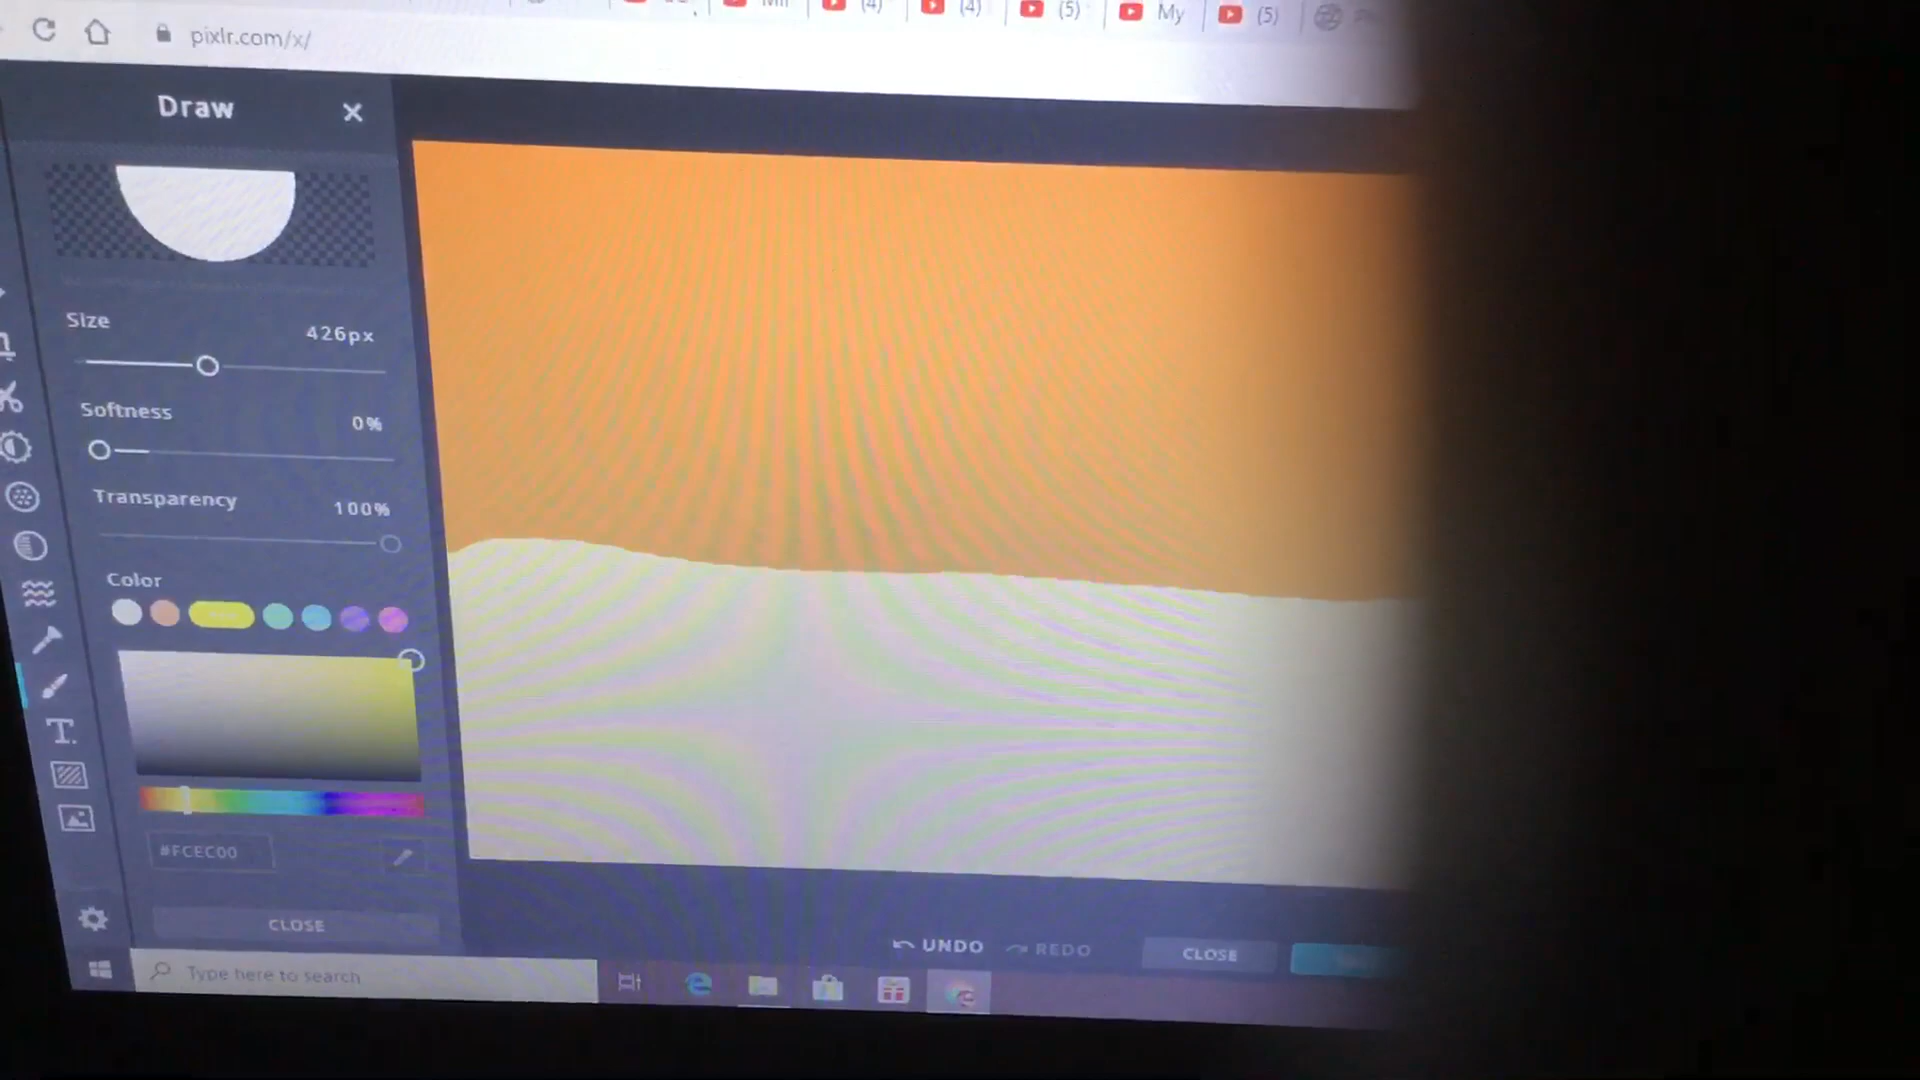 (4)
(4)
(5)
My
(5)
pixlr.com/x/
Draw
Size
426px
Softness
0%
Transparency
100%
Color
T.
#FCEC00
CLOSE
UNDO
REDO
CLOSE
Type here to search